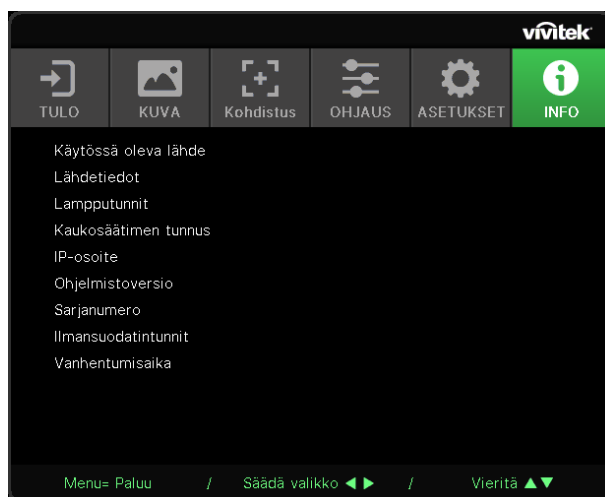 vivitek
TULO KUVA Kohdistus OHJAUS ASETUKSET INFO
Käytössä oleva lähde
Lähdetiedot
Lampputunnit
Kaukosäätimen tunnus
IP-osoite
Ohjelmistoversio
Sarjanumero
Ilmansuodatintunnit
Vanhentumisaika
Menu= Paluu / Säädä valikko ◀ ▶ / Vieritä ▲▼